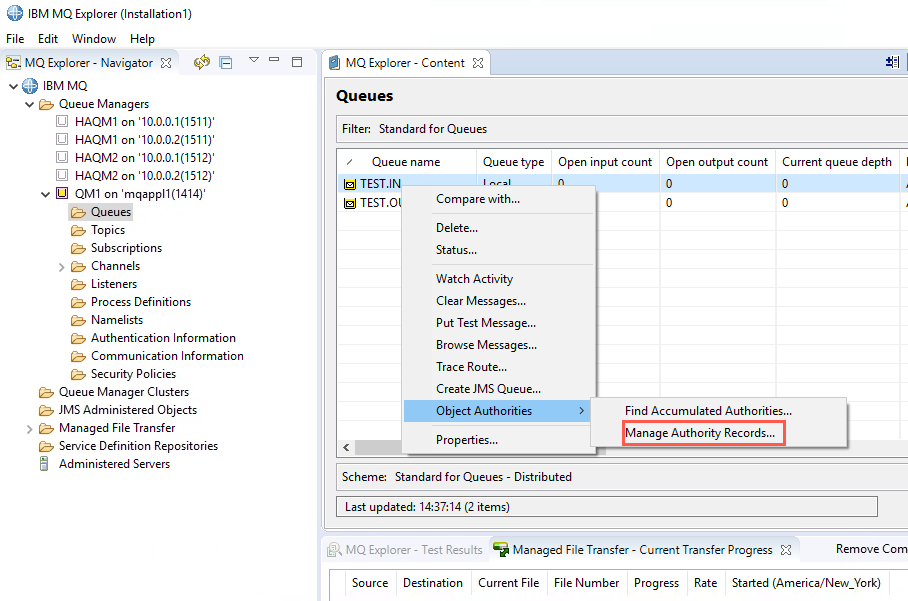 IBM MQ Explorer (Installation1)
File Edit Window Help
MQ Explorer - Navigator
IBM MQ
Queue Managers
HAQM1 on '10.0.0.1(1511)'
HAQM1 on '10.0.0.2(1511)'
HAQM2 on '10.0.0.1(1512)'
HAQM2 on '10.0.0.2(1512)'
QM1 on 'mqappl1(1414)'
Queues
Topics
Subscriptions
Channels
Listeners
Process Definitions
Namelists
Authentication Information
Communication Information
Security Policies
Queue Manager Clusters
JMS Administered Objects
Managed File Transfer
Service Definition Repositories
Administered Servers
MQ Explorer - Content
Queues
Filter: Standard for Queues
Queue name Queue type Open input count Open output count Current queue depth
TEST.IN Local 0 0 0
TEST.OU 0 0
Compare with...
Delete...
Status...
Watch Activity
Clear Messages...
Put Test Message...
Browse Messages...
Trace Route...
Create JMS Queue...
Object Authorities
Properties...
Find Accumulated Authorities...
Manage Authority Records...
Scheme: Standard for Queues - Distributed
Last updated: 14:37:14 (2 items)
MQ Explorer - Test Results Managed File Transfer - Current Transfer Progress Remove Com
Source Destination Current File File Number Progress Rate Started (America/New_York)